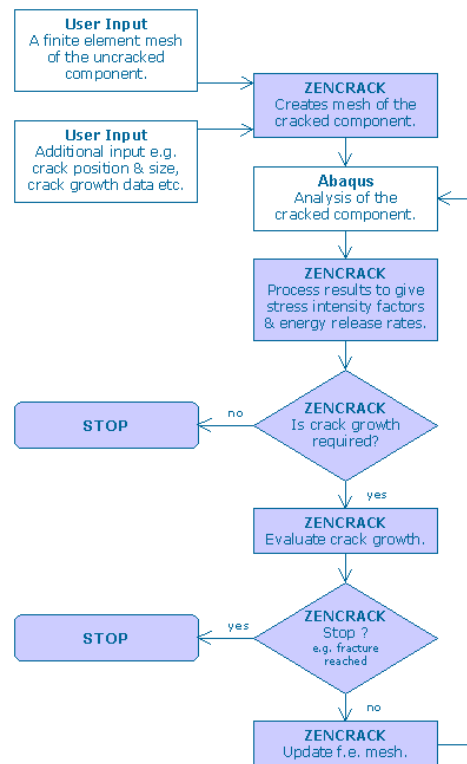 User Input
A finite element mesh
of the uncracked
component.
ZENCRACK
Creates mesh of the
cracked component.
User Input
Additional input e.g.
crack position & size,
crack growth data etc.
Abaqus
Analysis of the
cracked component.
ZENCRACK
Process results to give
stress intensity factors
& energy release rates.
ZENCRACK
Is crack growth
required?
no
STOP
yes
ZENCRACK
Evaluate crack growth.
ZENCRACK
Stop ?
e.g. fracture
reached
yes
STOP
no
ZENCRACK
Update f.e. mesh.